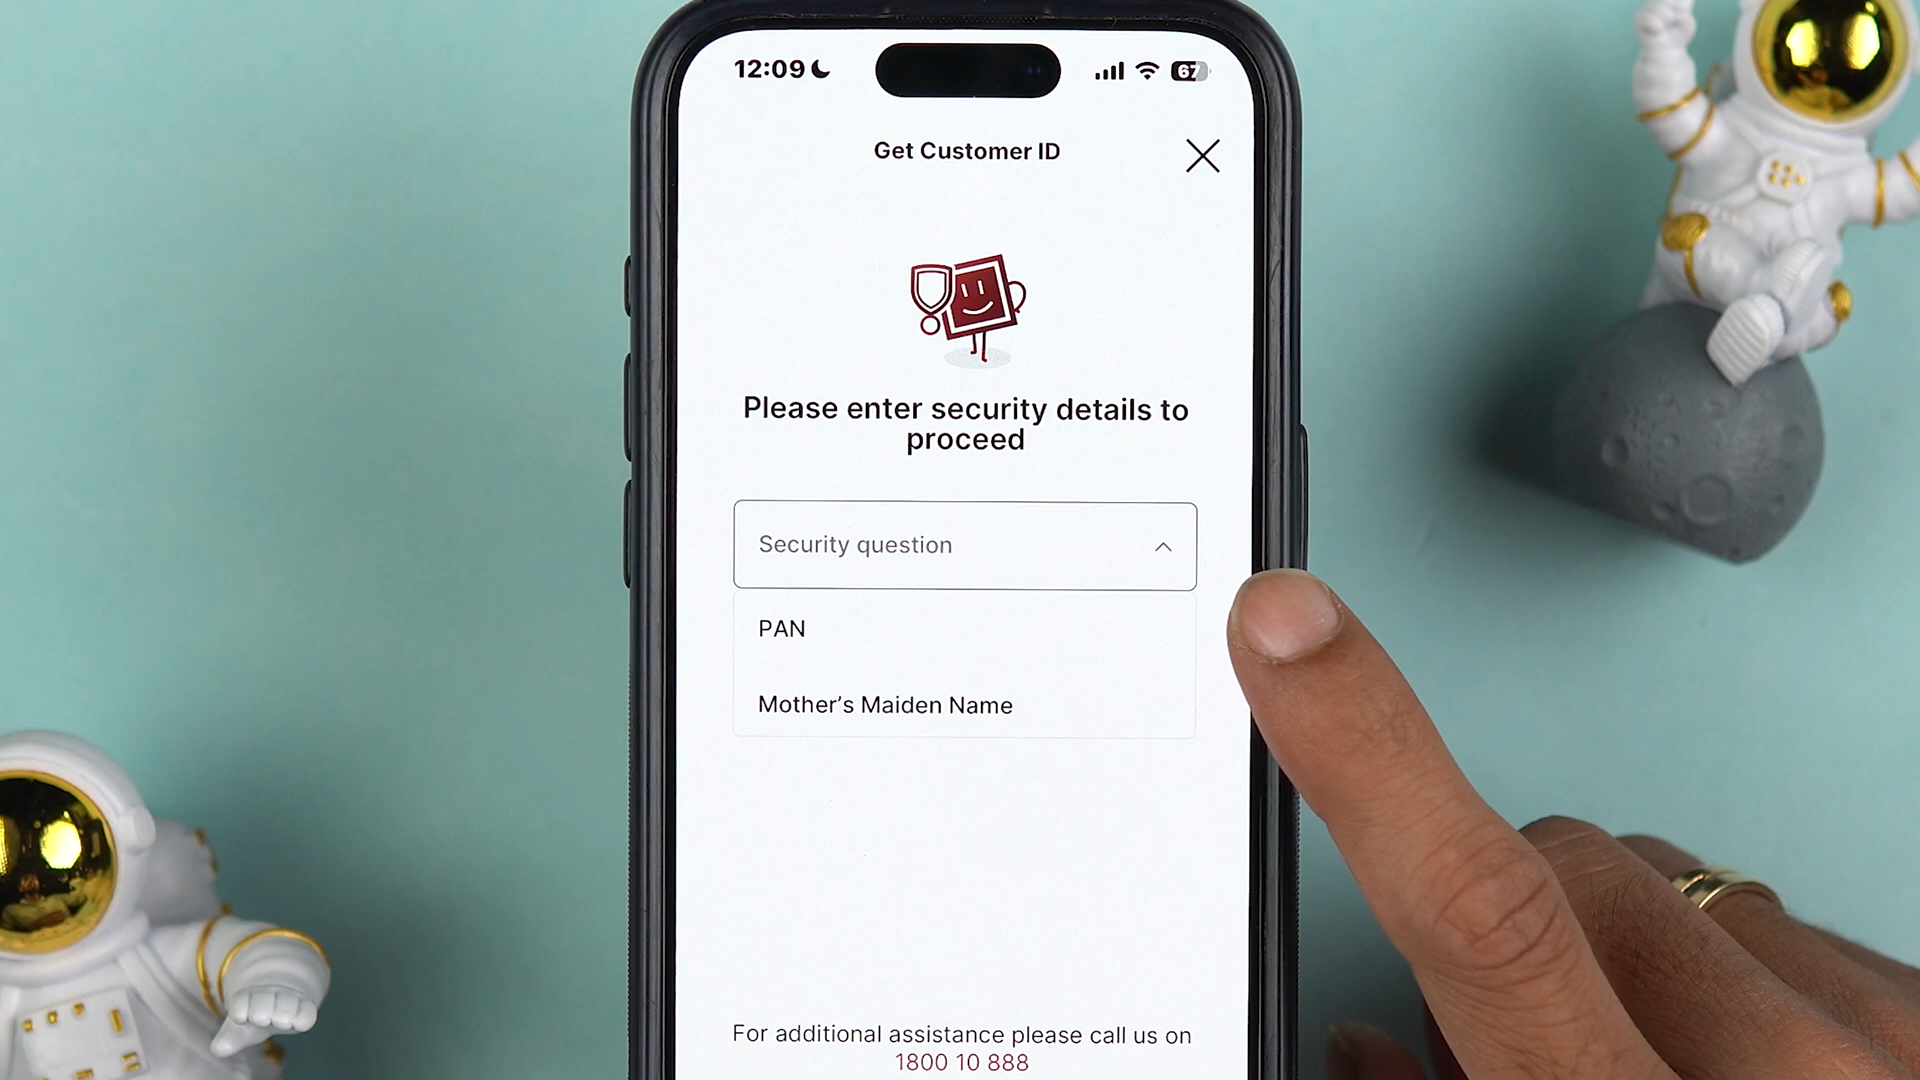 12:09
67
Get Customer ID
Please enter security details to
proceed
Security question
PAN
Mother's Maiden Name
For additional assistance please call us on
1800 10 888